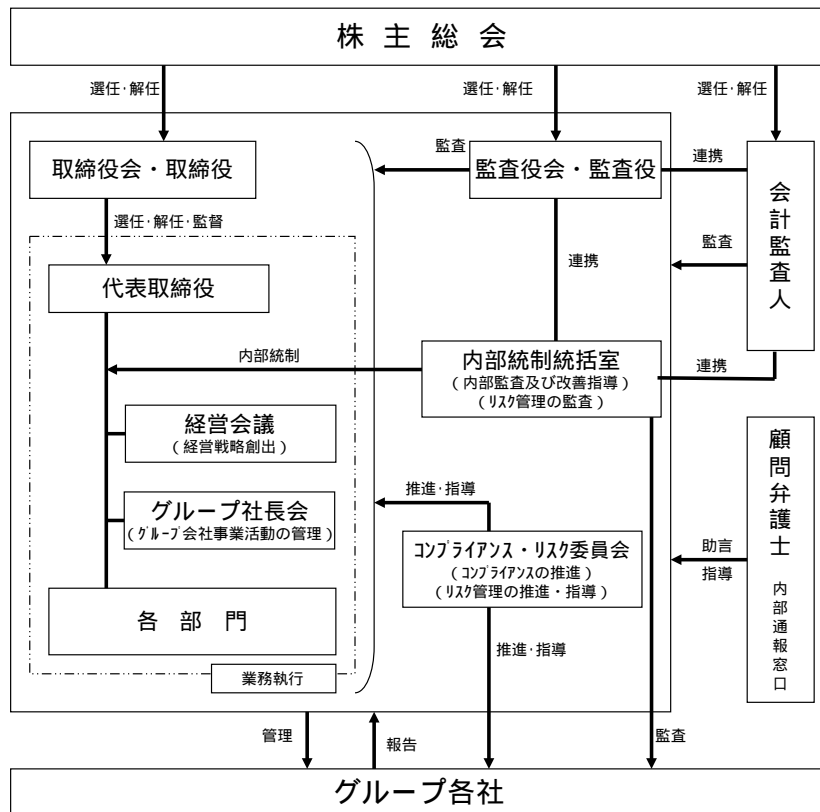 株主総会
選任・解任
選任・解任
選任・解任
取締役会・取締役
監査
監査役会・監査役
連携
会計監査人
選任・解任・監督
連携
監査
代表取締役
内部統制
内部統制統括室
(内部監査及び改善指導)
(リスク管理の監査)
連携
経営会議
(経営戦略創出)
グループ社長会
(グループ会社事業活動の管理)
推進・指導
コンプライアンス・リスク委員会
(コンプライアンスの推進)
(リスク管理の推進・指導)
助言
指導
顧問弁護士
内部通報窓口
各部門
業務執行
推進・指導
管理
報告
監査
グループ各社